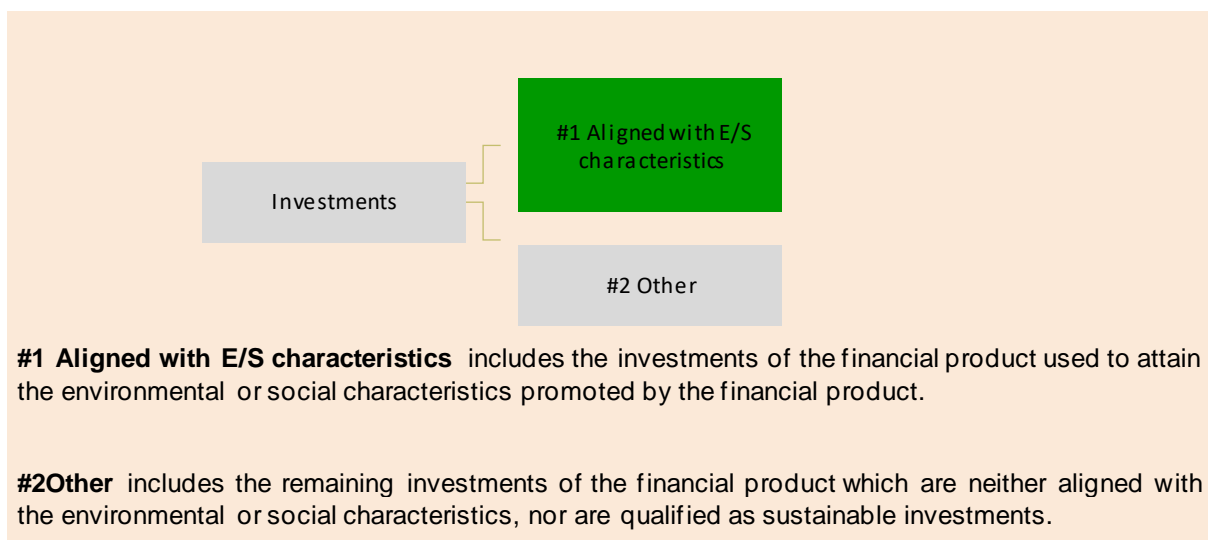 #1 Aligned with E/S
characteristics
Investments
#2 Other
#1 Aligned with E/S characteristics includes the investments of the financial product used to attain
the environmental or social characteristics promoted by the financial product.
#2Other includes the remaining investments of the financial product which are neither aligned with
the environmental or social characteristics, nor are qualified as sustainable investments.